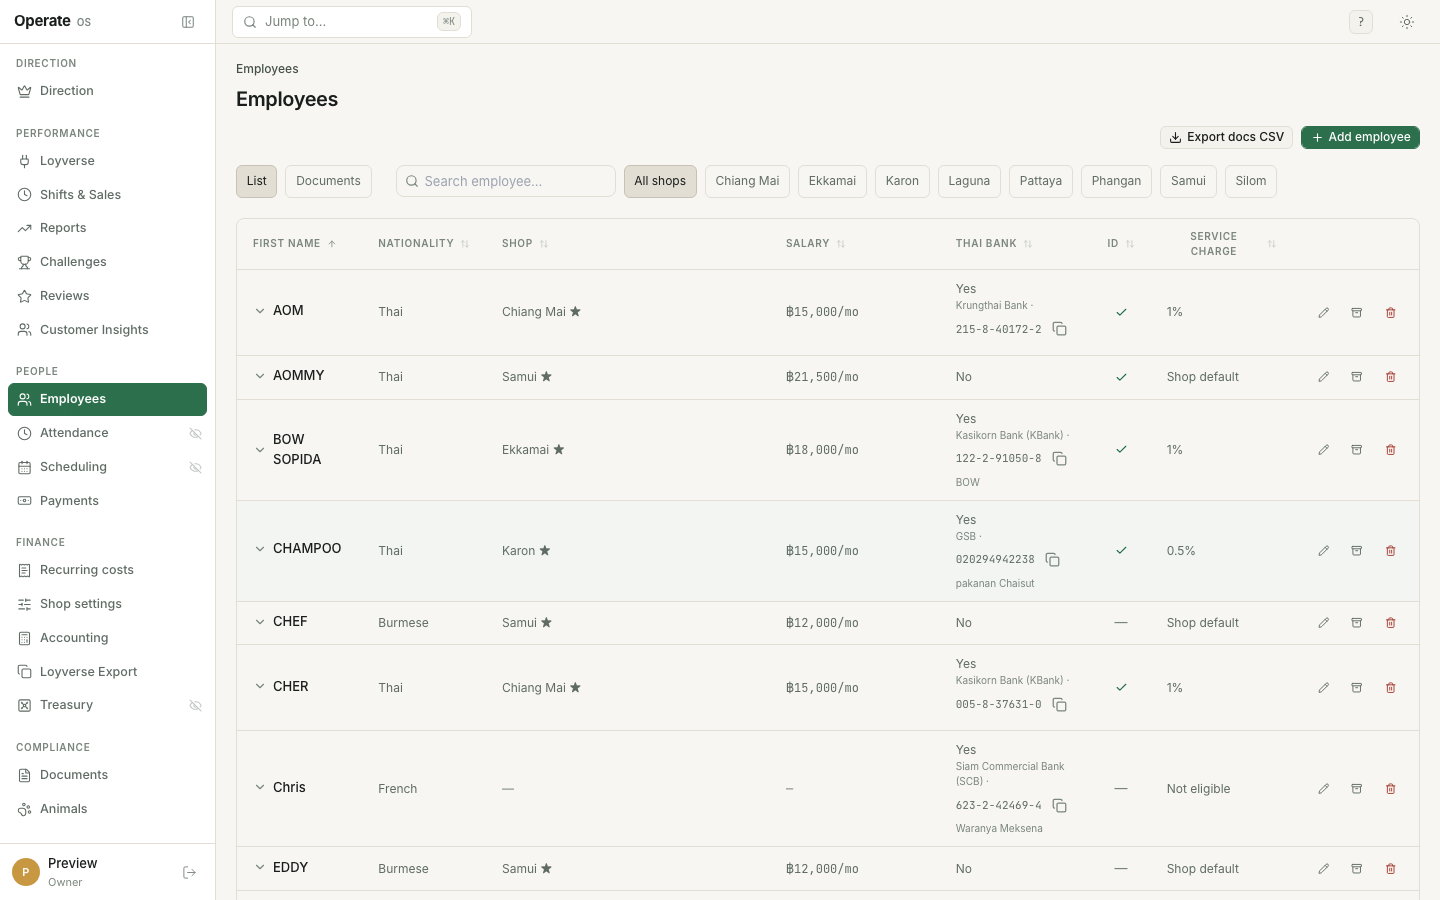 Operate OS
Jump to...
⌘K
?
DIRECTION
Direction
PERFORMANCE
Loyverse
Shifts & Sales
Reports
Challenges
Reviews
Customer Insights
PEOPLE
Employees
Attendance
Scheduling
Payments
FINANCE
Recurring costs
Shop settings
Accounting
Loyverse Export
Treasury
COMPLIANCE
Documents
Animals
P
Preview
Owner
Employees
Employees
Export docs CSV
Add employee
List Documents Search employee... All shops Chiang Mai Ekkamai Karon Laguna Pattaya Phangan Samui Silom
FIRST NAME NATIONALITY SHOP SALARY THAI BANK ID SERVICE CHARGE
AOM Thai Chiang Mai ★ ฿15,000/mo Yes
Krungthai Bank ·
215-8-40172-2
1%
AOMMY Thai Samui ★ ฿21,500/mo No Shop default
BOW SOPIDA Thai Ekkamai ★ ฿18,000/mo Yes
Kasikorn Bank (KBank) ·
122-2-91050-8
BOW
1%
CHAMPOO Thai Karon ★ ฿15,000/mo Yes
GSB ·
020294942238
pakanan Chaisut
0.5%
CHEF Burmese Samui ★ ฿12,000/mo No — Shop default
CHER Thai Chiang Mai ★ ฿15,000/mo Yes
Kasikorn Bank (KBank) ·
005-8-37631-0
1%
Chris French — — Yes
Siam Commercial Bank
(SCB) ·
623-2-42469-4
Waranya Meksena
— Not eligible
EDDY Burmese Samui ★ ฿12,000/mo No — Shop default